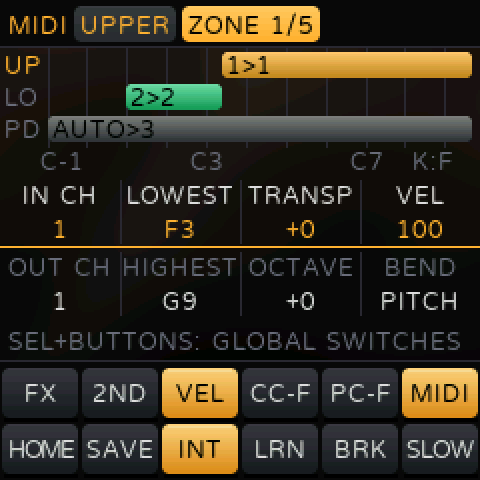 MIDI UPPER ZONE 1/5
UP 1>1
LO 2>2
PD AUTO>3
C-1 C3 C7 K:F
IN CH LOWEST TRANSP VEL
1 F3 +0 100
OUT CH HIGHEST OCTAVE BEND
1 G9 +0 PITCH
SEL+BUTTONS: GLOBAL SWITCHES
FX 2ND VEL CC-F PC-F MIDI
HOME SAVE INT LRN BRK SLOW